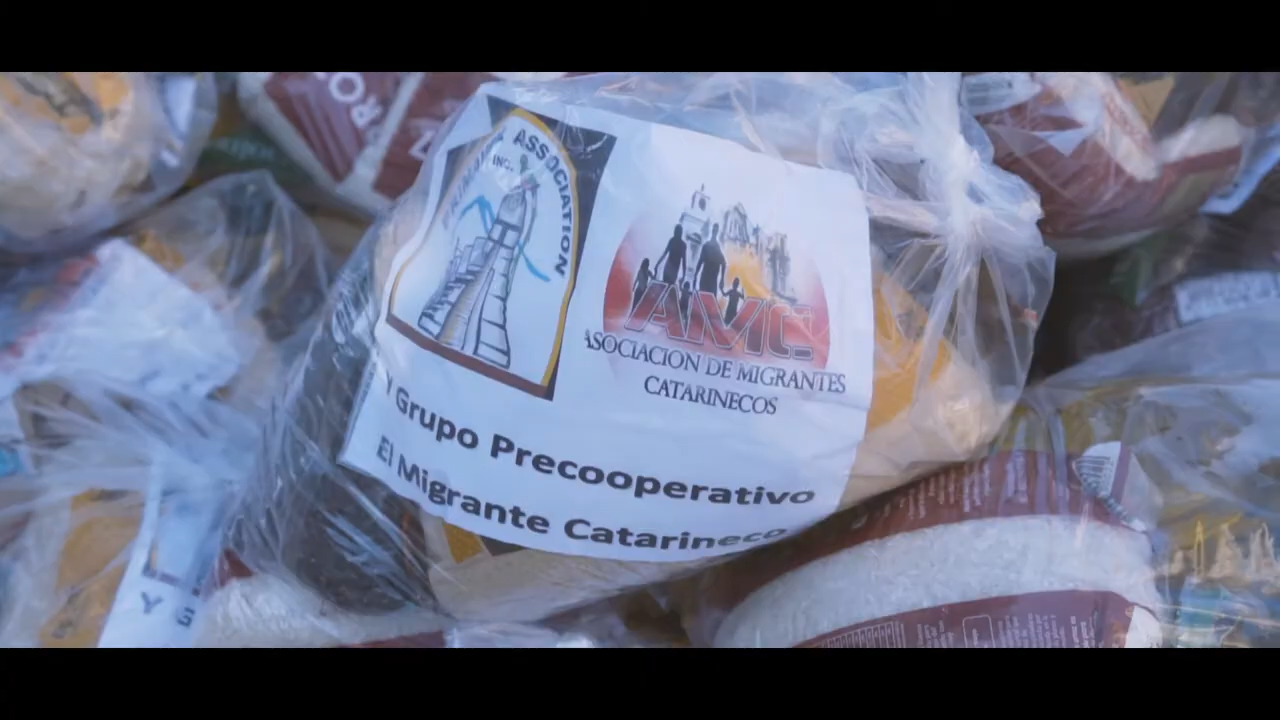 ASSOCIATION
INC.
AMC
ASOCIACION DE MIGRANTES
CATARINECOS
Y Grupo Precooperativo
El Migrante Catarineco
Y